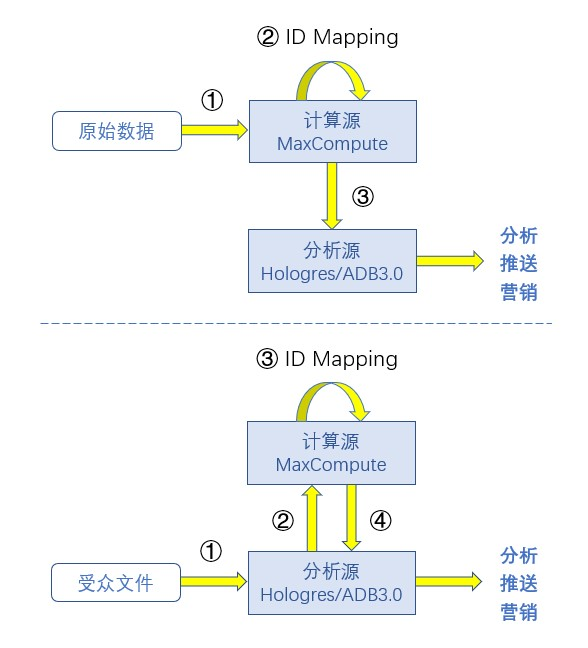 ② ID Mapping
①
原始数据
计算源
MaxCompute
③
分析源
Hologres/ADB3.0
分析
推送
营销
③ ID Mapping
计算源
MaxCompute
②
④
①
受众文件
分析源
Hologres/ADB3.0
分析
推送
营销